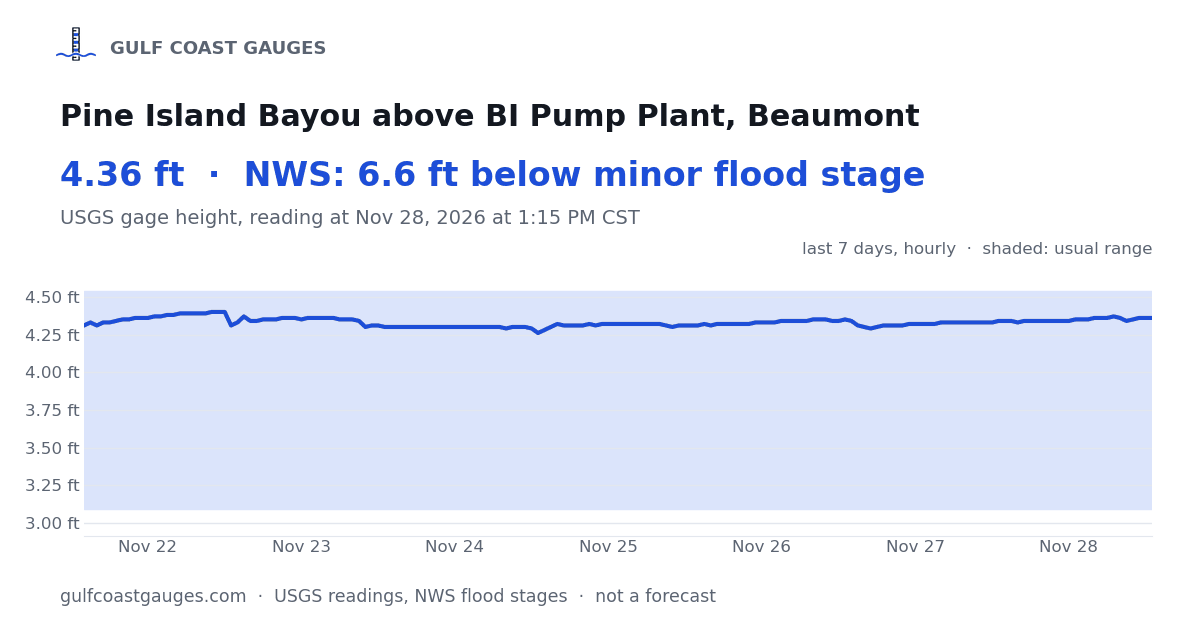 GULF COAST GAUGES
Pine Island Bayou above BI Pump Plant, Beaumont
4.36 ft · NWS: 6.6 ft below minor flood stage
USGS gage height, reading at Nov 28, 2026 at 1:15 PM CST
last 7 days, hourly · shaded: usual range
4.50 ft
4.25 ft
4.00 ft
3.75 ft
3.50 ft
3.25 ft
3.00 ft
Nov 22 Nov 23 Nov 24 Nov 25 Nov 26 Nov 27 Nov 28
gulfcoastgauges.com · USGS readings, NWS flood stages · not a forecast